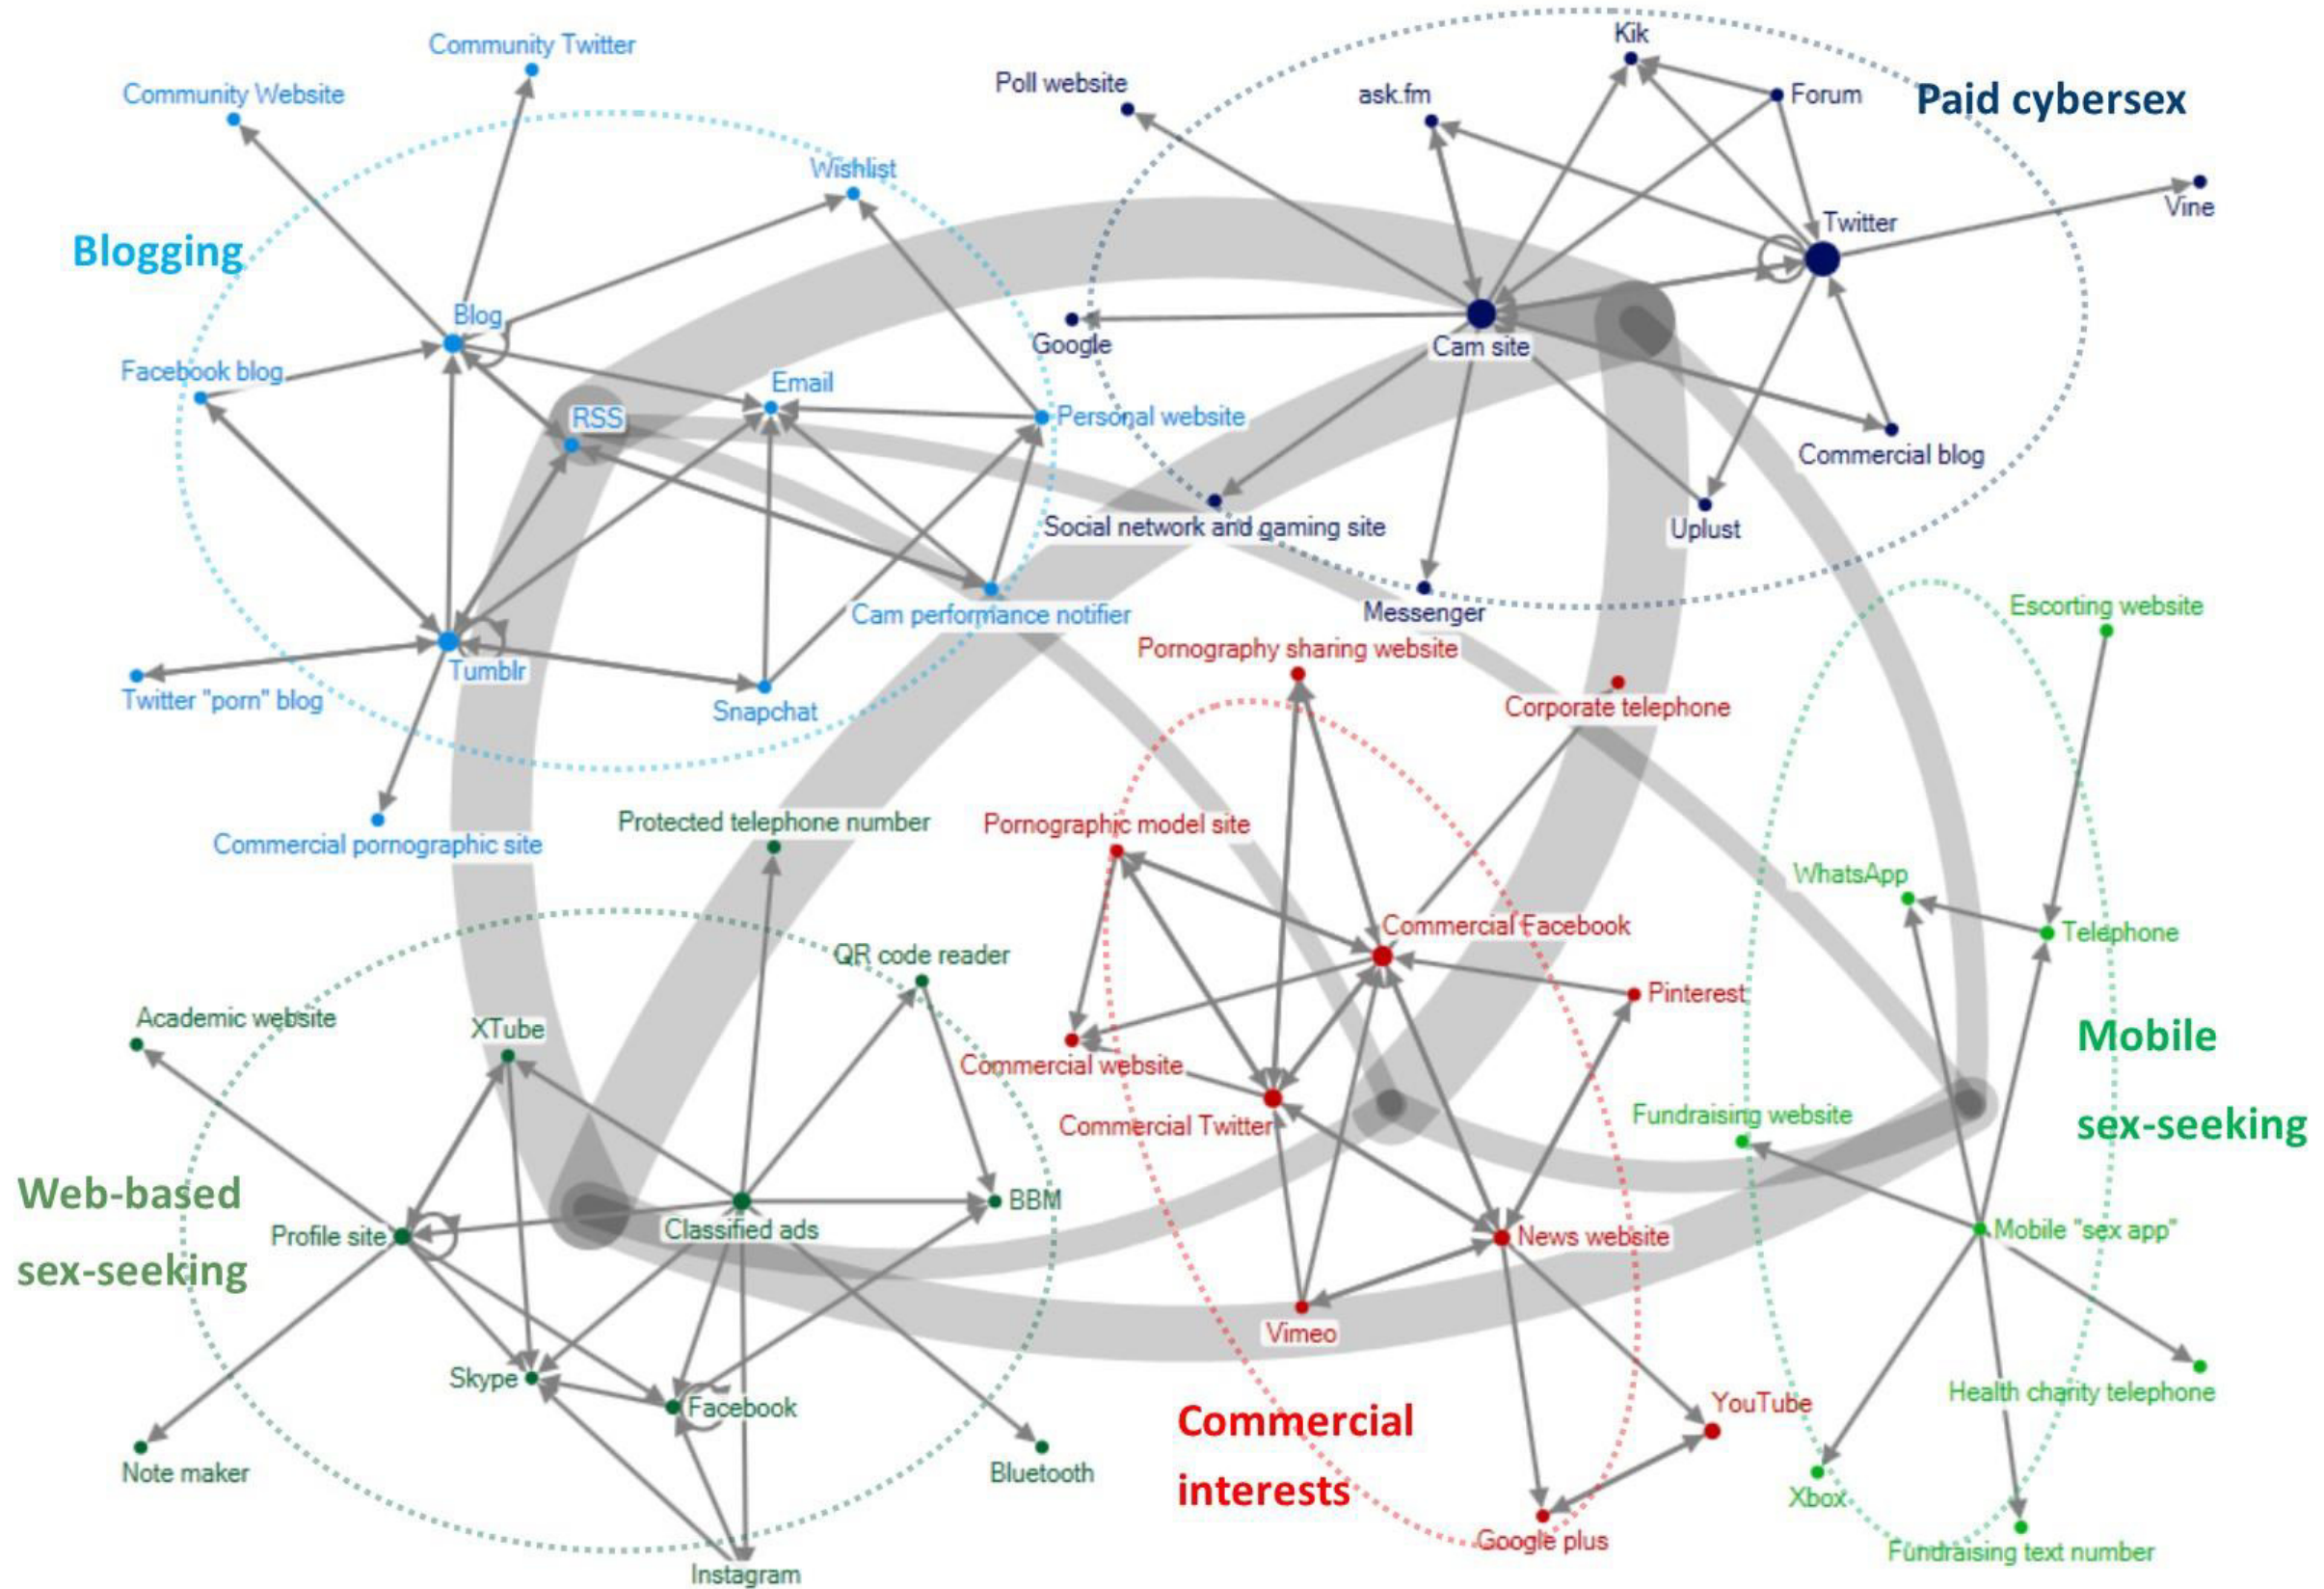 Kik
Community Twitter
Poll website
Community Website
ask.fm
Forum
Paid cybersex
Wishlist
Vine
Twitter
Blogging
Blog
Google
Cam site
Facebook blog
Email
RSS
Personal website
Commercial blog
Social network and gaming site
Uplust
Messenger
Cam performance notifier
Escorting website
Pornography sharing website
Tumblr
Twitter "porn" blog
Snapchat
Corporate telephone
Protected telephone number
Pornographic model site
Commercial pornographic site
WhatsApp
Commercial Facebook
Telephone
QR code reader
Pinterest
Academic website
XTube
Mobile
sex-seeking
Commercial website
Fundraising website
Commercial Twitter
Web-based
sex-seeking
BBM
Profile site
Classified ads
News website
Mobile "sex app"
Vimeo
Skype
Facebook
Health charity telephone
YouTube
Commercial
interests
Note maker
Bluetooth
Xbox
Google plus
Fundraising text number
Instagram